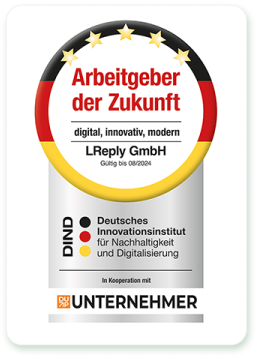 Arbeitgeber
der Zukunft
digital, innovativ, modern
LReply GmbH
Gültig bis 08/2024
DIND
Deutsches
Innovationsinstitut
für Nachhaltigkeit
und Digitalisierung
In Kooperation mit
DUP UNTERNEHMER